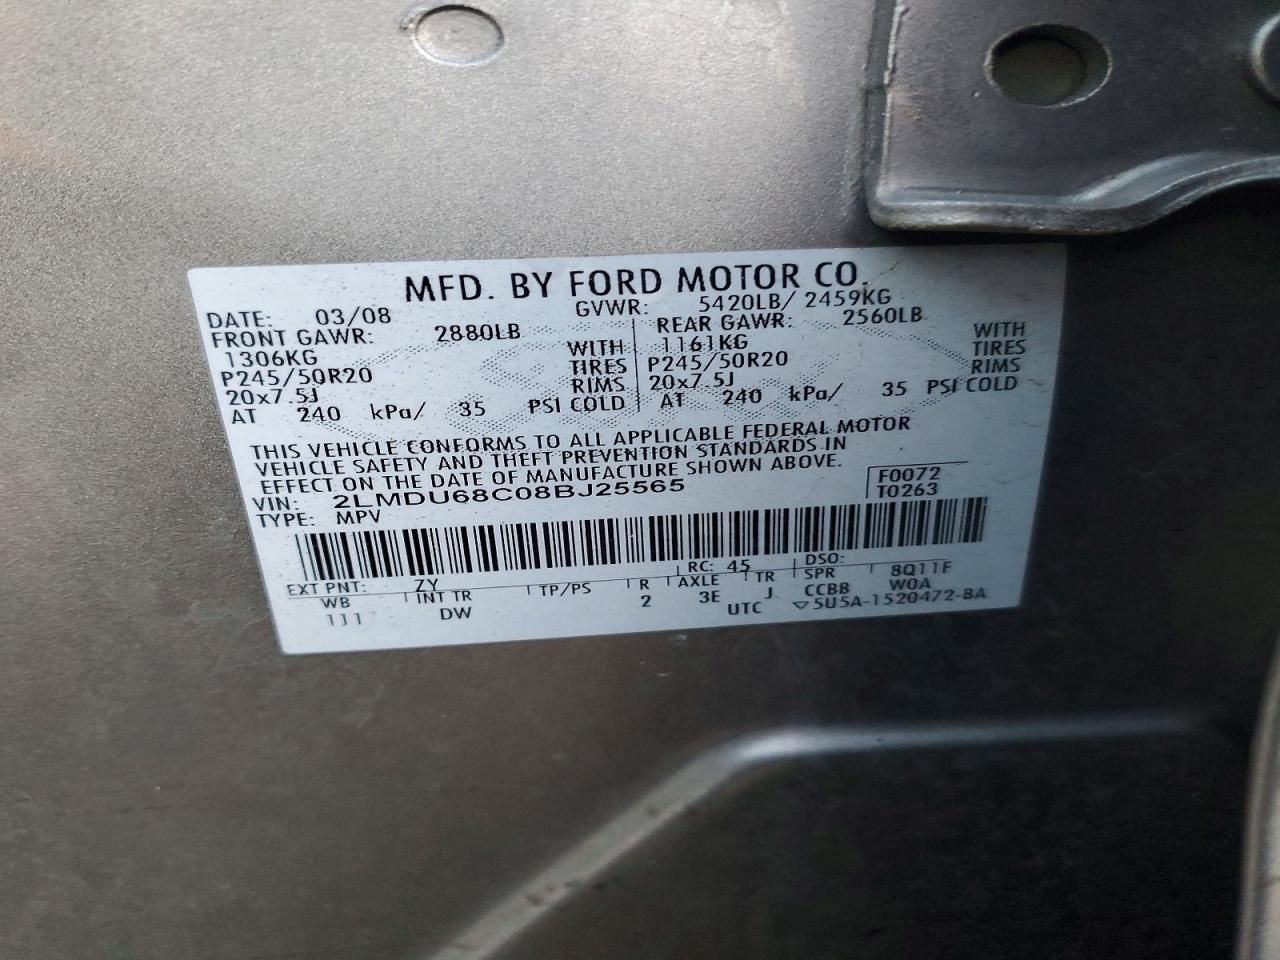 MFD. BY FORD MOTOR CO.
DATE: 03/08 GVWR: 5420LB/ 2459KG
FRONT GAWR: 2880LB REAR GAWR: 2560LB
1306KG WITH 1161KG WITH
P245/50R20 TIRES P245/50R20 TIRES
20x7.5J RIMS 20x7.5J RIMS
AT 240 kPa/ 35 PSI COLD AT 240 kPa/ 35 PSI COLD
THIS VEHICLE CONFORMS TO ALL APPLICABLE FEDERAL MOTOR
VEHICLE SAFETY AND THEFT PREVENTION STANDARDS IN
EFFECT ON THE DATE OF MANUFACTURE SHOWN ABOVE.
VIN: 2LMDU68C08BJ25565 F0072
TYPE: MPV T0263
EXT PNT: ZY RC: 45 DSO:
WB INT TR TP/PS R AXLE TR SPR 8Q11F
111 DW 2 3E J CCBB W0A
UTC ▽5U5A-1520472-BA